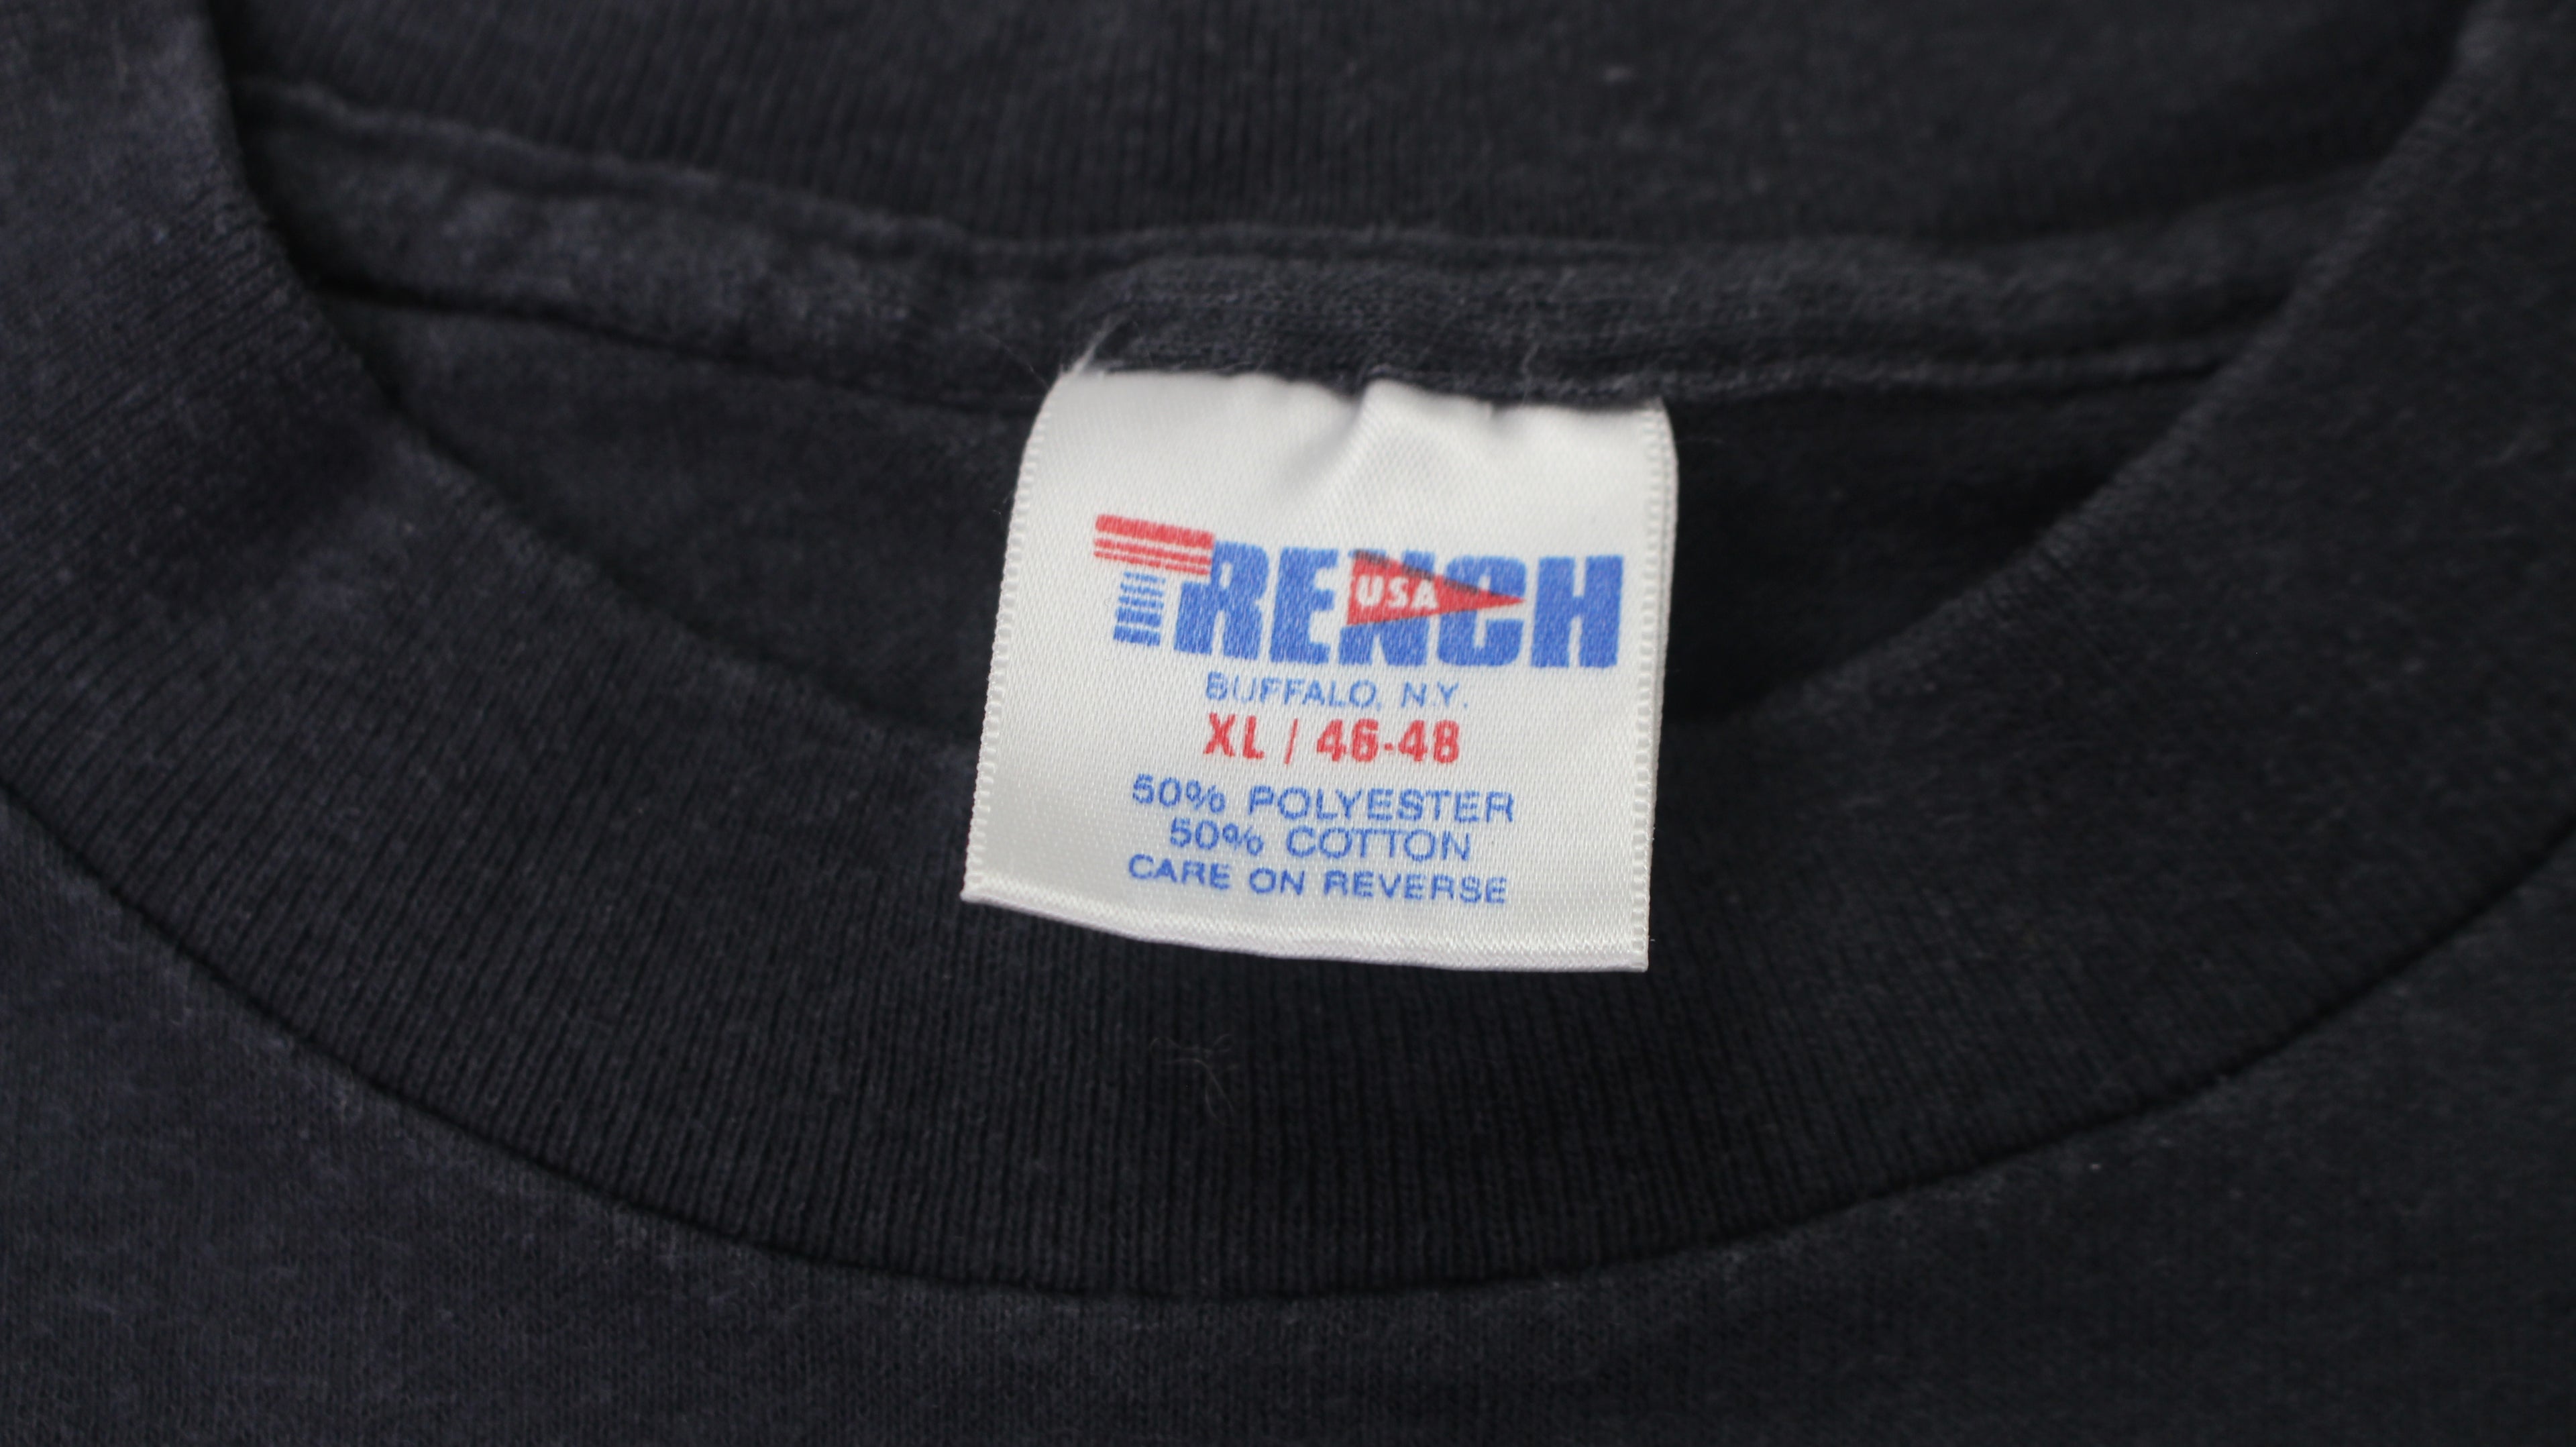 TRENCH
USA
BUFFALO, N.Y.
XL / 46-48
50% POLYESTER
50% COTTON
CARE ON REVERSE